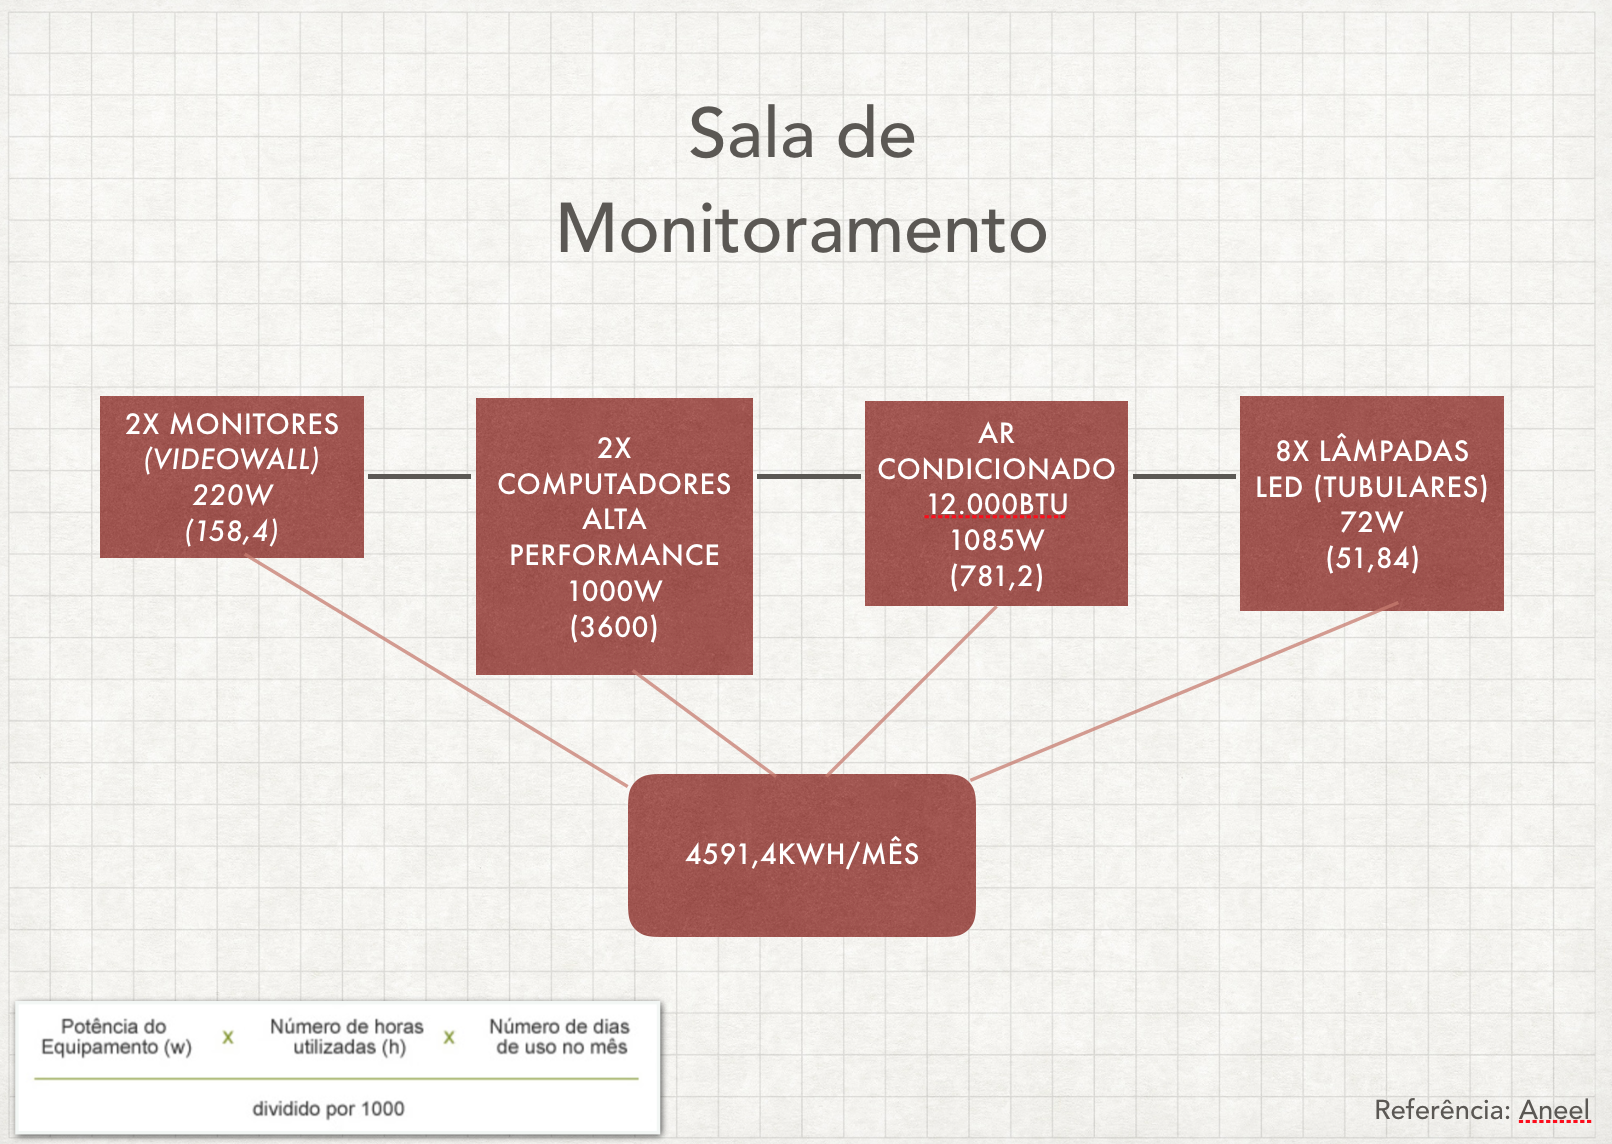 Sala de
Monitoramento
2X MONITORES
(VIDEOWALL)
220W
(158,4)
2X
COMPUTADORES
ALTA
PERFORMANCE
1000W
(3600)
AR
CONDICIONADO
12.000BTU
1085W
(781,2)
8X LÂMPADAS
LED (TUBULARES)
72W
(51,84)
4591,4KWH/MÊS
Potência do
Equipamento (w)
x
Número de horas
utilizadas (h)
x
Número de dias
de uso no mês
dividido por 1000
Referência: Aneel